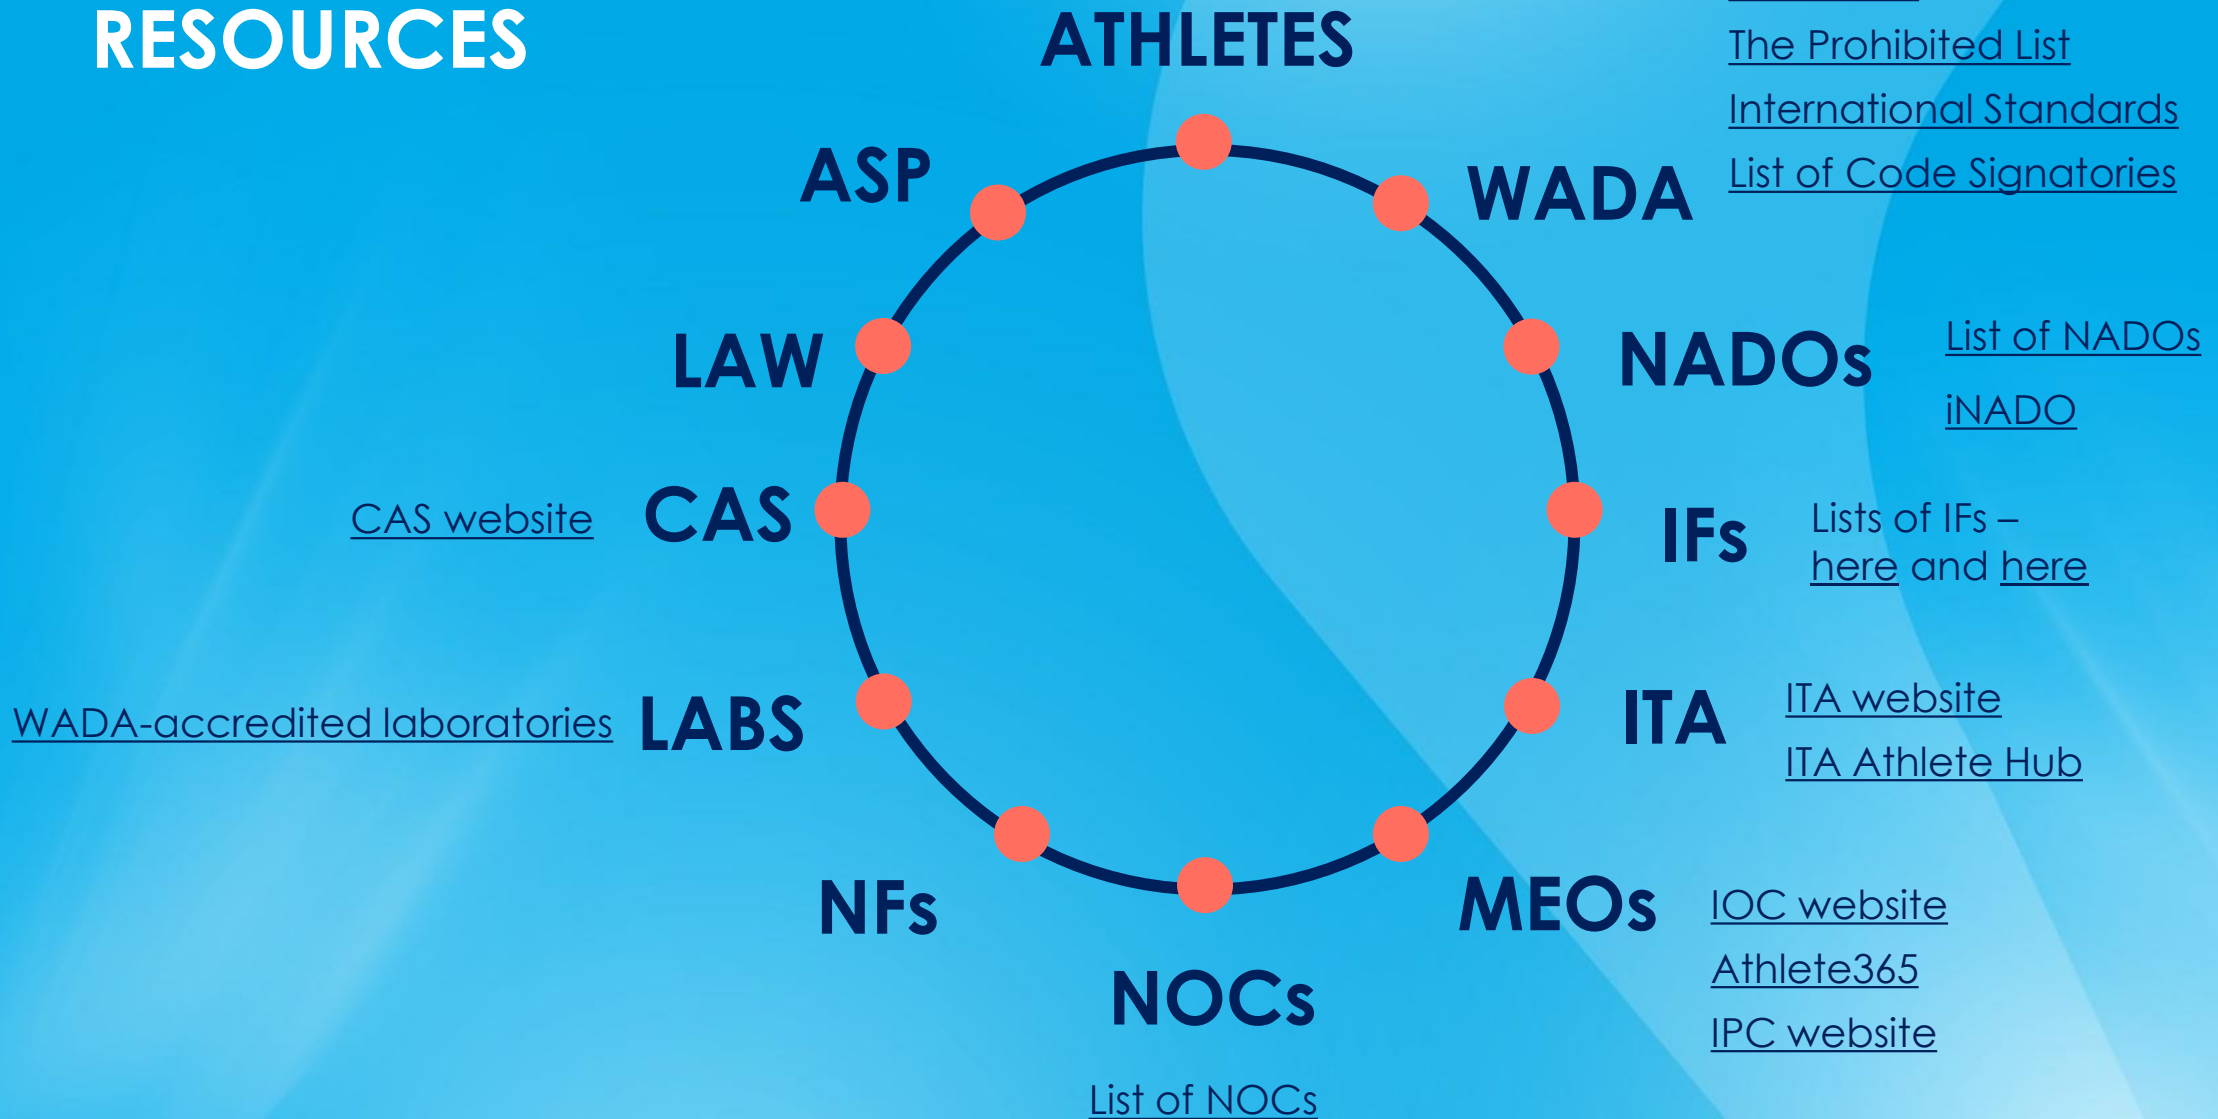 RESOURCES
ATHLETES
The Prohibited List
International Standards
List of Code Signatories
ASP
WADA
LAW
NADOs
List of NADOs
iNADO
CAS website
CAS
IFs
Lists of IFs –
here and here
WADA-accredited laboratories
LABS
ITA
ITA website
ITA Athlete Hub
NFs
MEOs
IOC website
Athlete365
IPC website
NOCs
List of NOCs